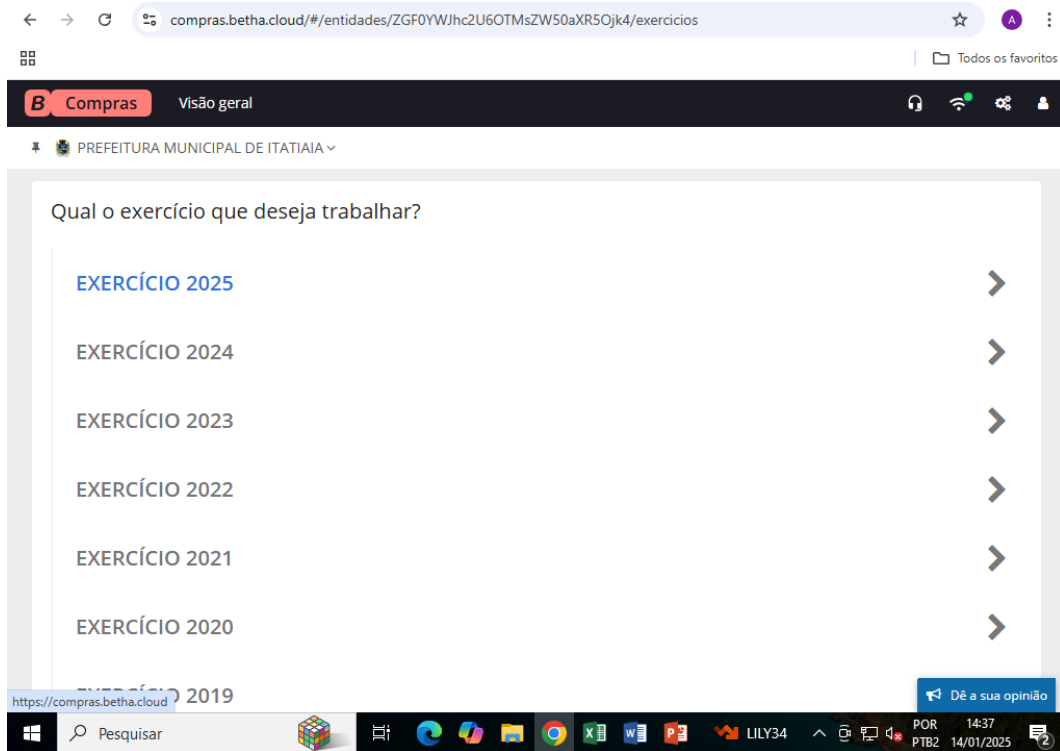 compras.betha.cloud/#/entidades/ZGF0YWJhc2U6OTMsZW50aXR5Ojk4/exercicios
A
Todos os favoritos
B Compras Visão geral
PREFEITURA MUNICIPAL DE ITATIAIA
Qual o exercício que deseja trabalhar?
EXERCÍCIO 2025
EXERCÍCIO 2024
EXERCÍCIO 2023
EXERCÍCIO 2022
EXERCÍCIO 2021
EXERCÍCIO 2020
EXERCÍCIO 2019
https://compras.betha.cloud
Dê a sua opinião
Pesquisar
LILY34
POR 14:37
PTB2 14/01/2025
2